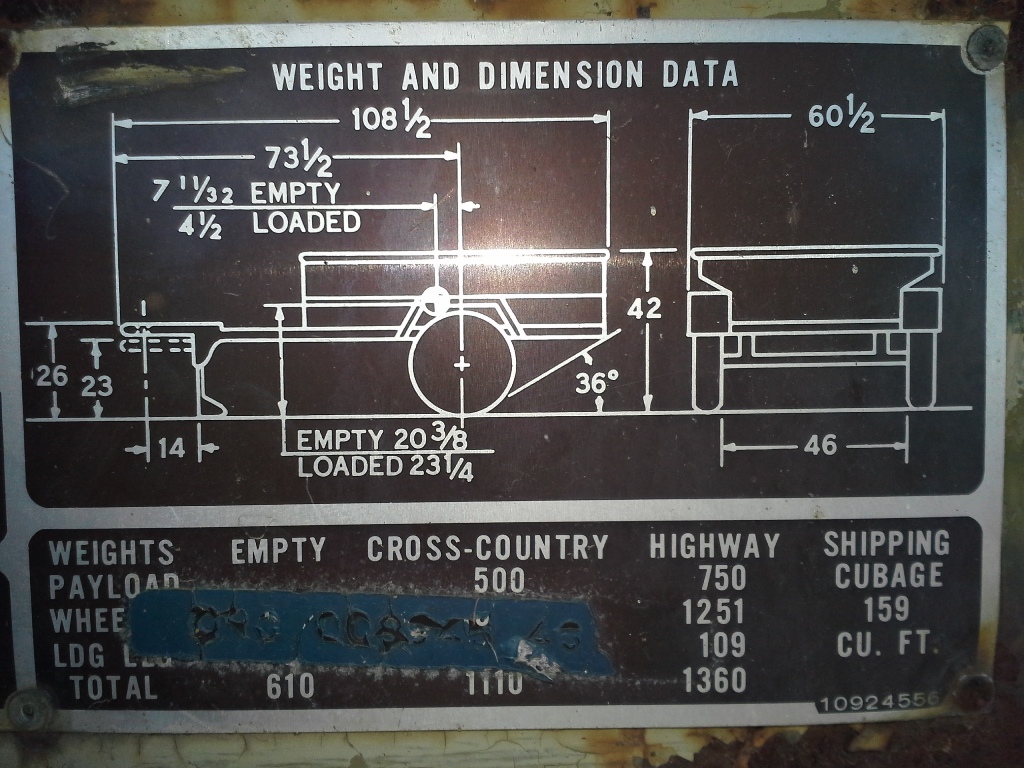 WEIGHT AND DIMENSION DATA
108 1/2
60 1/2
73 1/2
7 11/32 EMPTY
4 1/2 LOADED
42
26
23
36°
14
EMPTY 20 3/8
LOADED 23 1/4
46
WEIGHTS EMPTY CROSS-COUNTRY HIGHWAY SHIPPING
500 750 CUBAGE
1251 159
LDG 109 CU. FT.
TOTAL 610 1110 1360
10924556